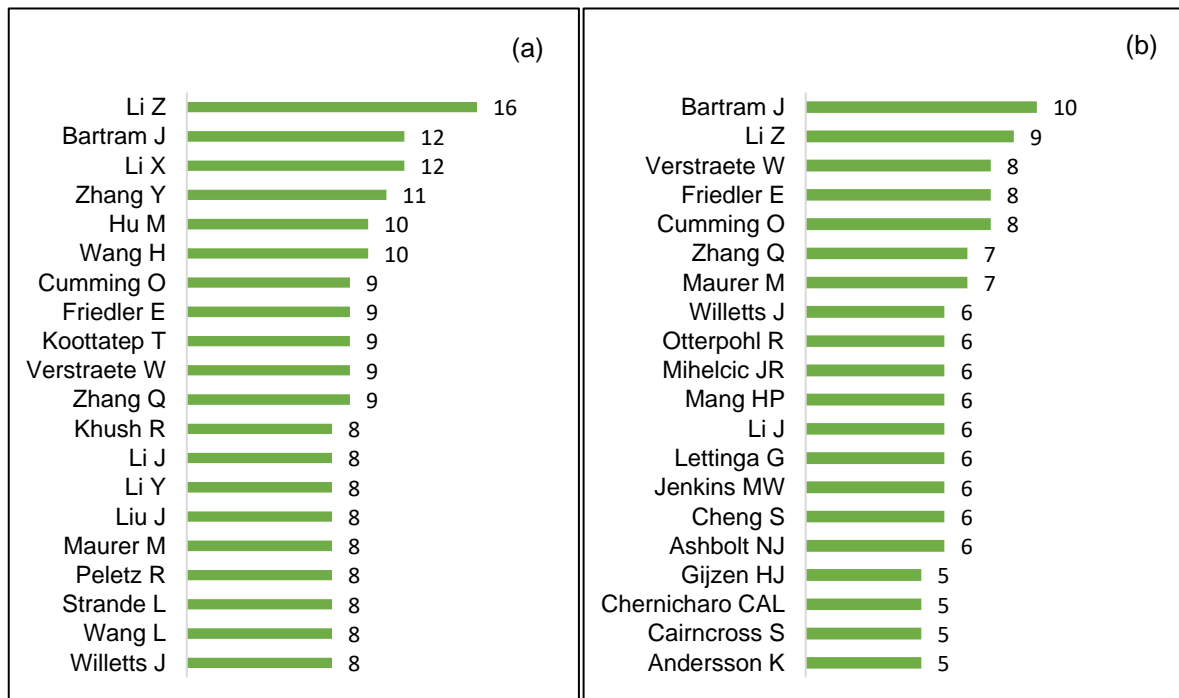 (a)
Li Z 16
Bartram J 12
Li X 12
Zhang Y 11
Hu M 10
Wang H 10
Cumming O 9
Friedler E 9
Koottatep T 9
Verstraete W 9
Zhang Q 9
Khush R 8
Li J 8
Li Y 8
Liu J 8
Maurer M 8
Peletz R 8
Strande L 8
Wang L 8
Willetts J 8
(b)
Bartram J 10
Li Z 9
Verstraete W 8
Friedler E 8
Cumming O 8
Zhang Q 7
Maurer M 7
Willetts J 6
Otterpohl R 6
Mihelcic JR 6
Mang HP 6
Li J 6
Lettinga G 6
Jenkins MW 6
Cheng S 6
Ashbolt NJ 6
Gijzen HJ 5
Chernicharo CAL 5
Cairncross S 5
Andersson K 5